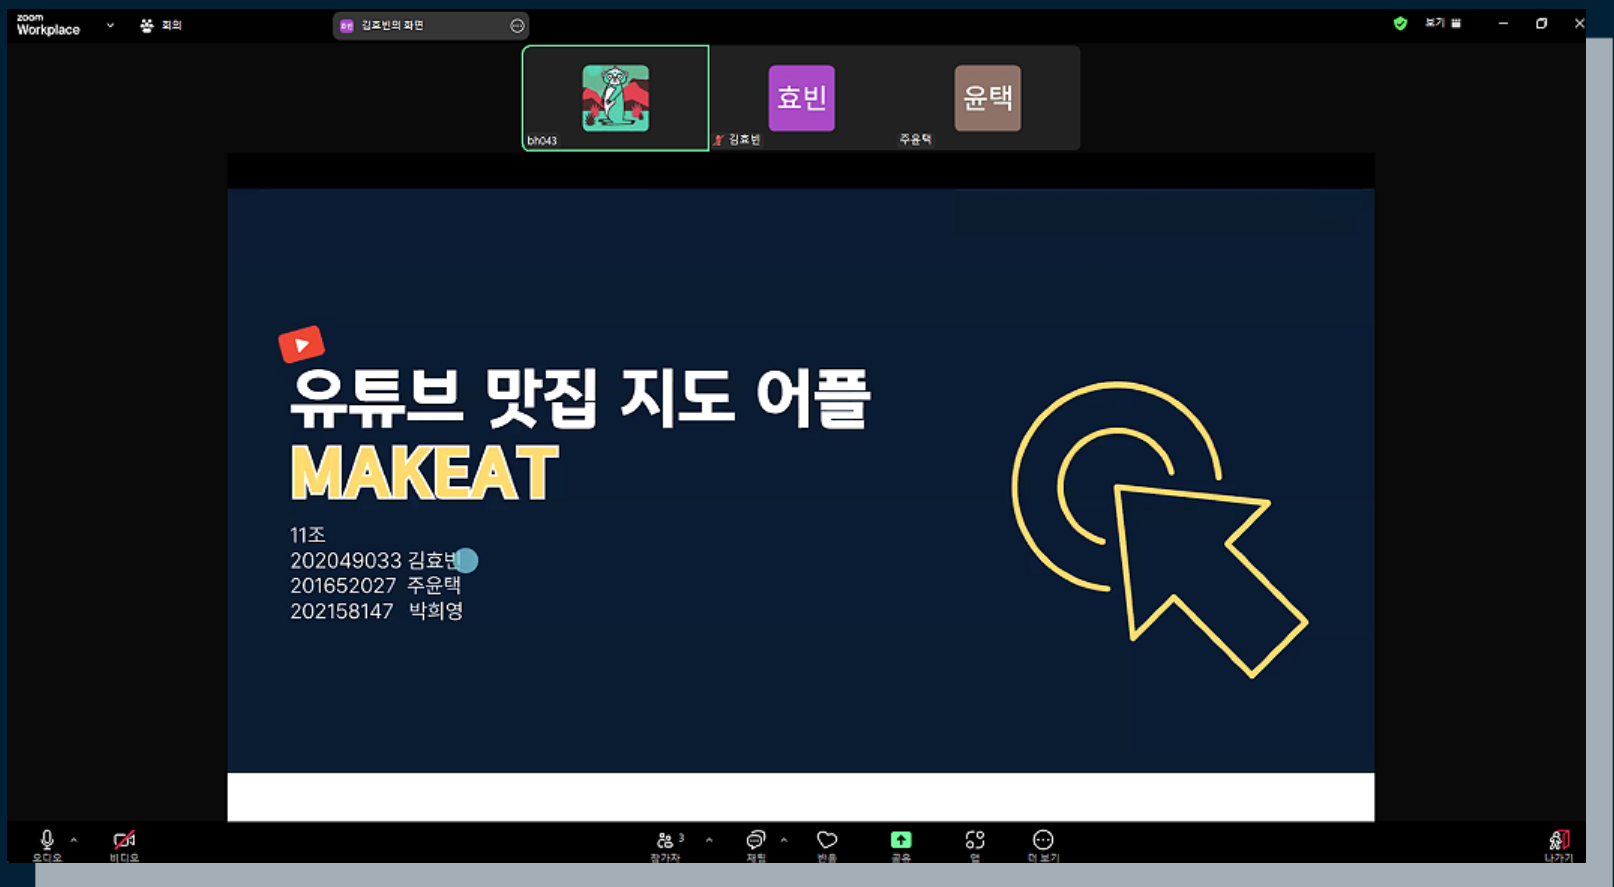 zoom
Workplace
회의
효빈 김효빈의 화면
보기
bh043
효빈
김효빈
윤택
주윤택
유튜브 맛집 지도 어플
MAKEAT
11조
202049033 김효빈
201652027 주윤택
202158147 박희영
오디오
비디오
3
참가자
채팅
반응
공유
앱
더 보기
나가기